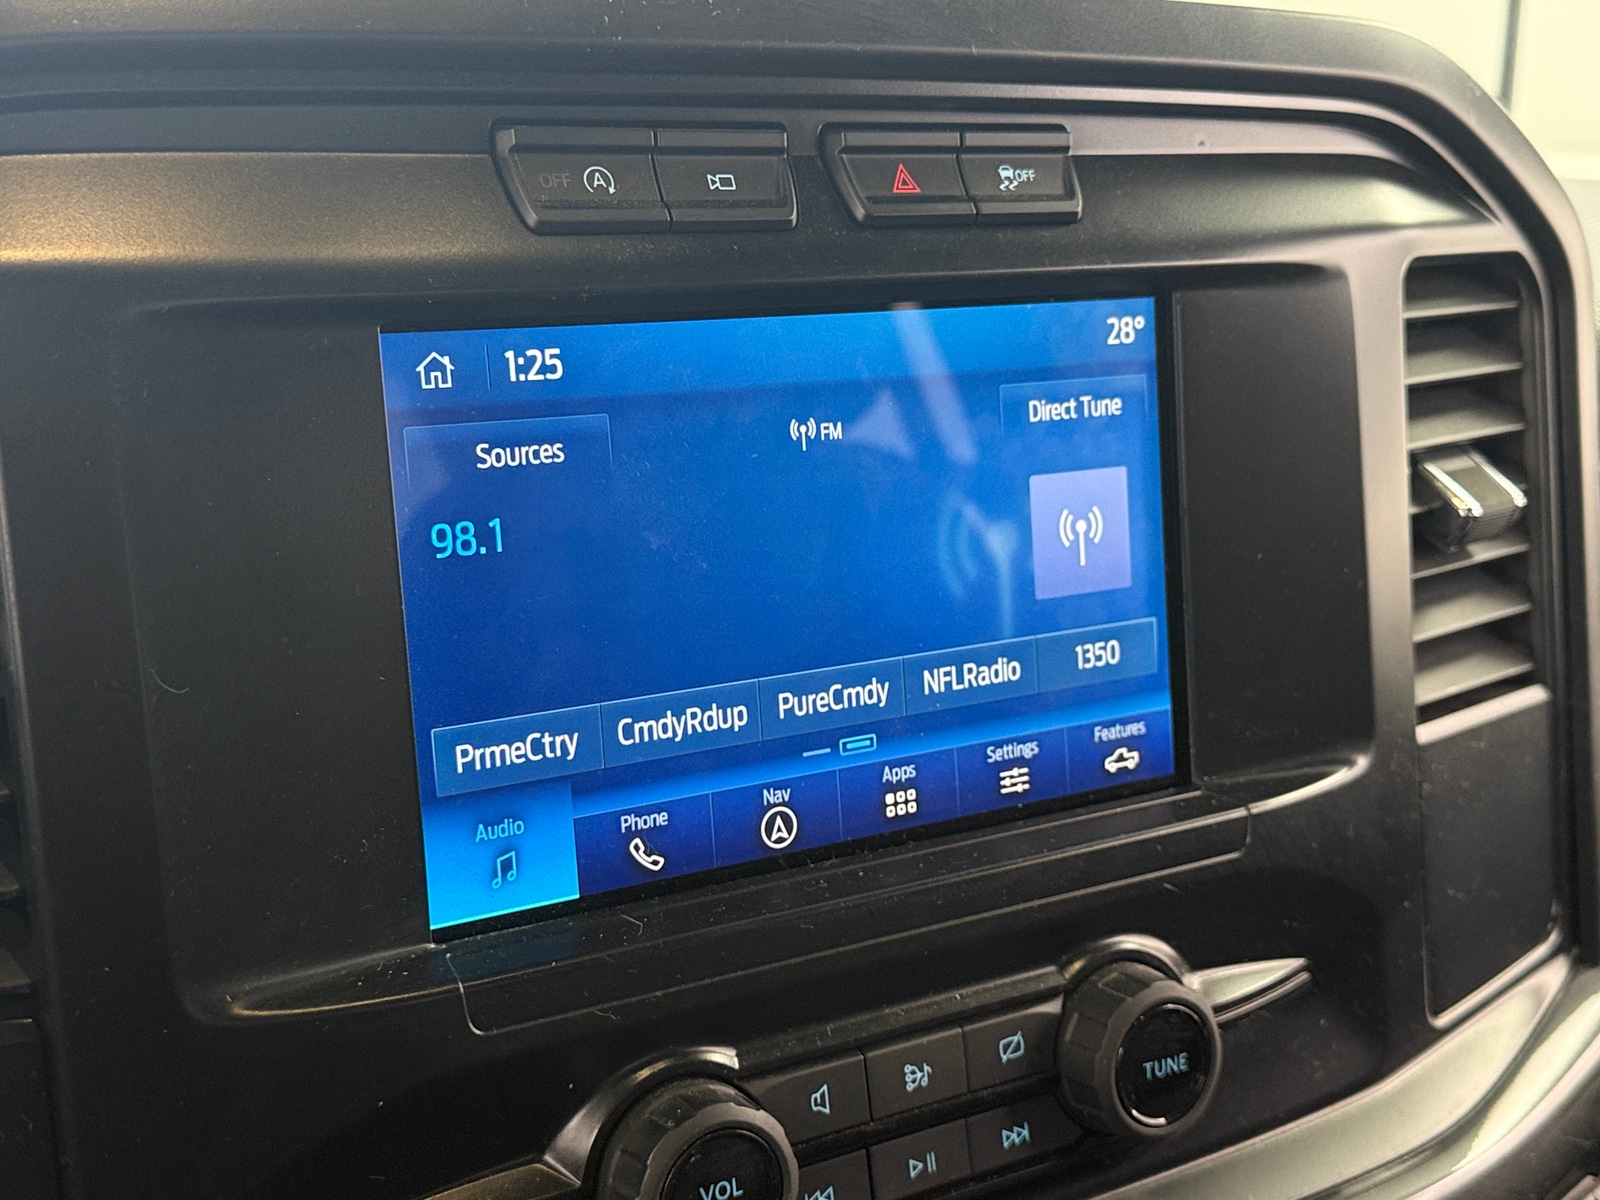 OFF A
OFF
1:25
28°
Sources
FM
Direct Tune
98.1
PrmeCtry
CmdyRdup
PureCmdy
NFLRadio
1350
Audio
Phone
Nav
Apps
Settings
Features
TUNE
VOL